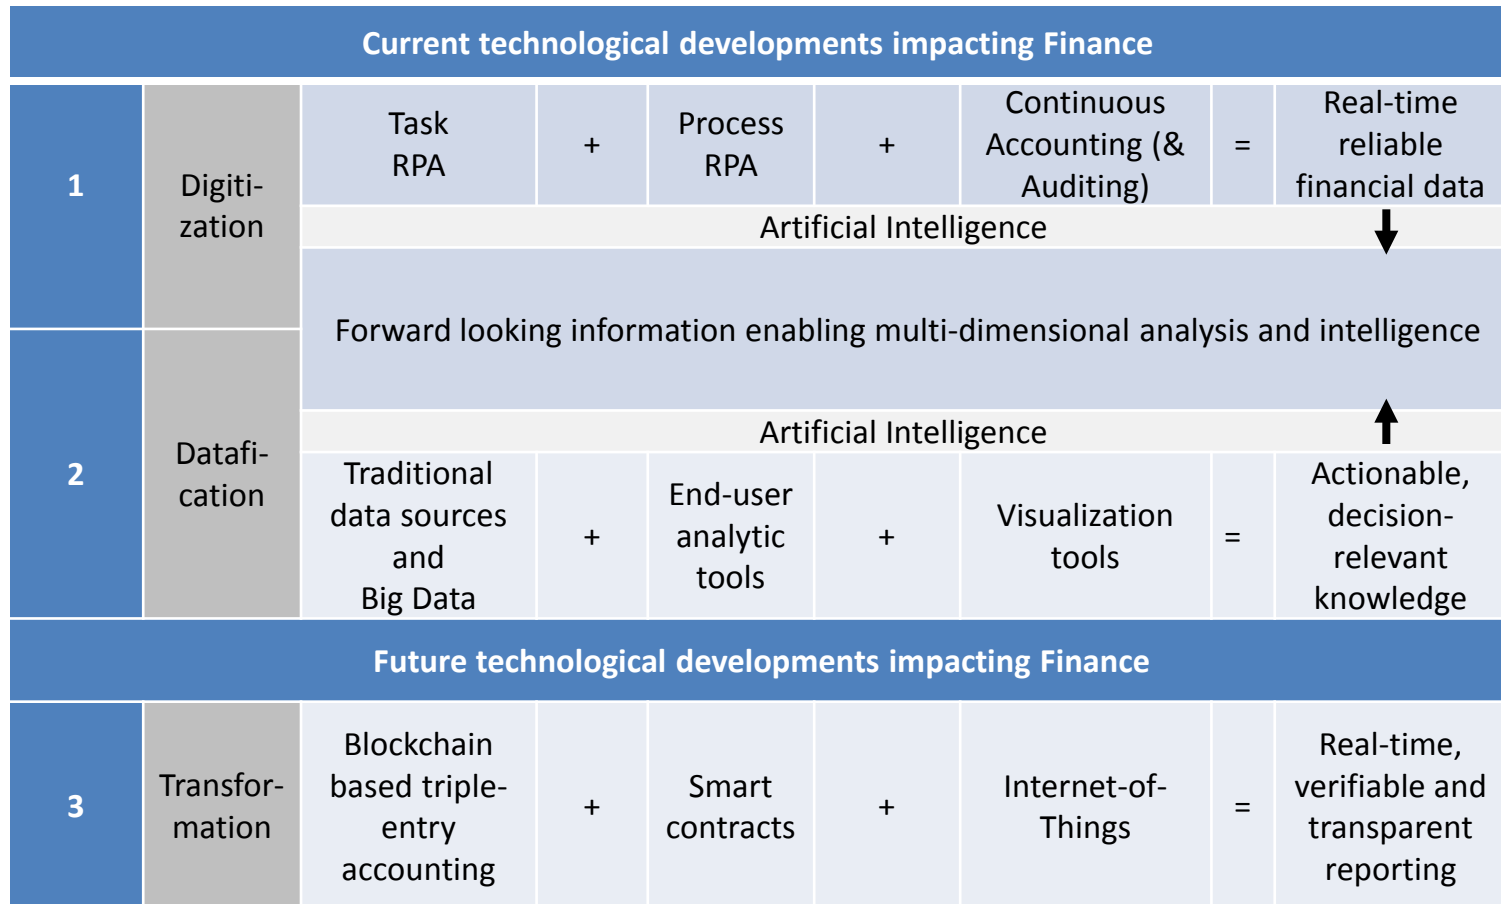 Current technological developments impacting Finance
1
Digiti-
zation
Task
RPA
+
Process
RPA
+
Continuous
Accounting (&
Auditing)
=
Real-time
reliable
financial data
Artificial Intelligence
Forward looking information enabling multi-dimensional analysis and intelligence
2
Datafi-
cation
Artificial Intelligence
Traditional
data sources
and
Big Data
+
End-user
analytic
tools
+
Visualization
tools
=
Actionable,
decision-
relevant
knowledge
Future technological developments impacting Finance
3
Transfor-
mation
Blockchain
based triple-
entry
accounting
+
Smart
contracts
+
Internet-of-
Things
=
Real-time,
verifiable and
transparent
reporting